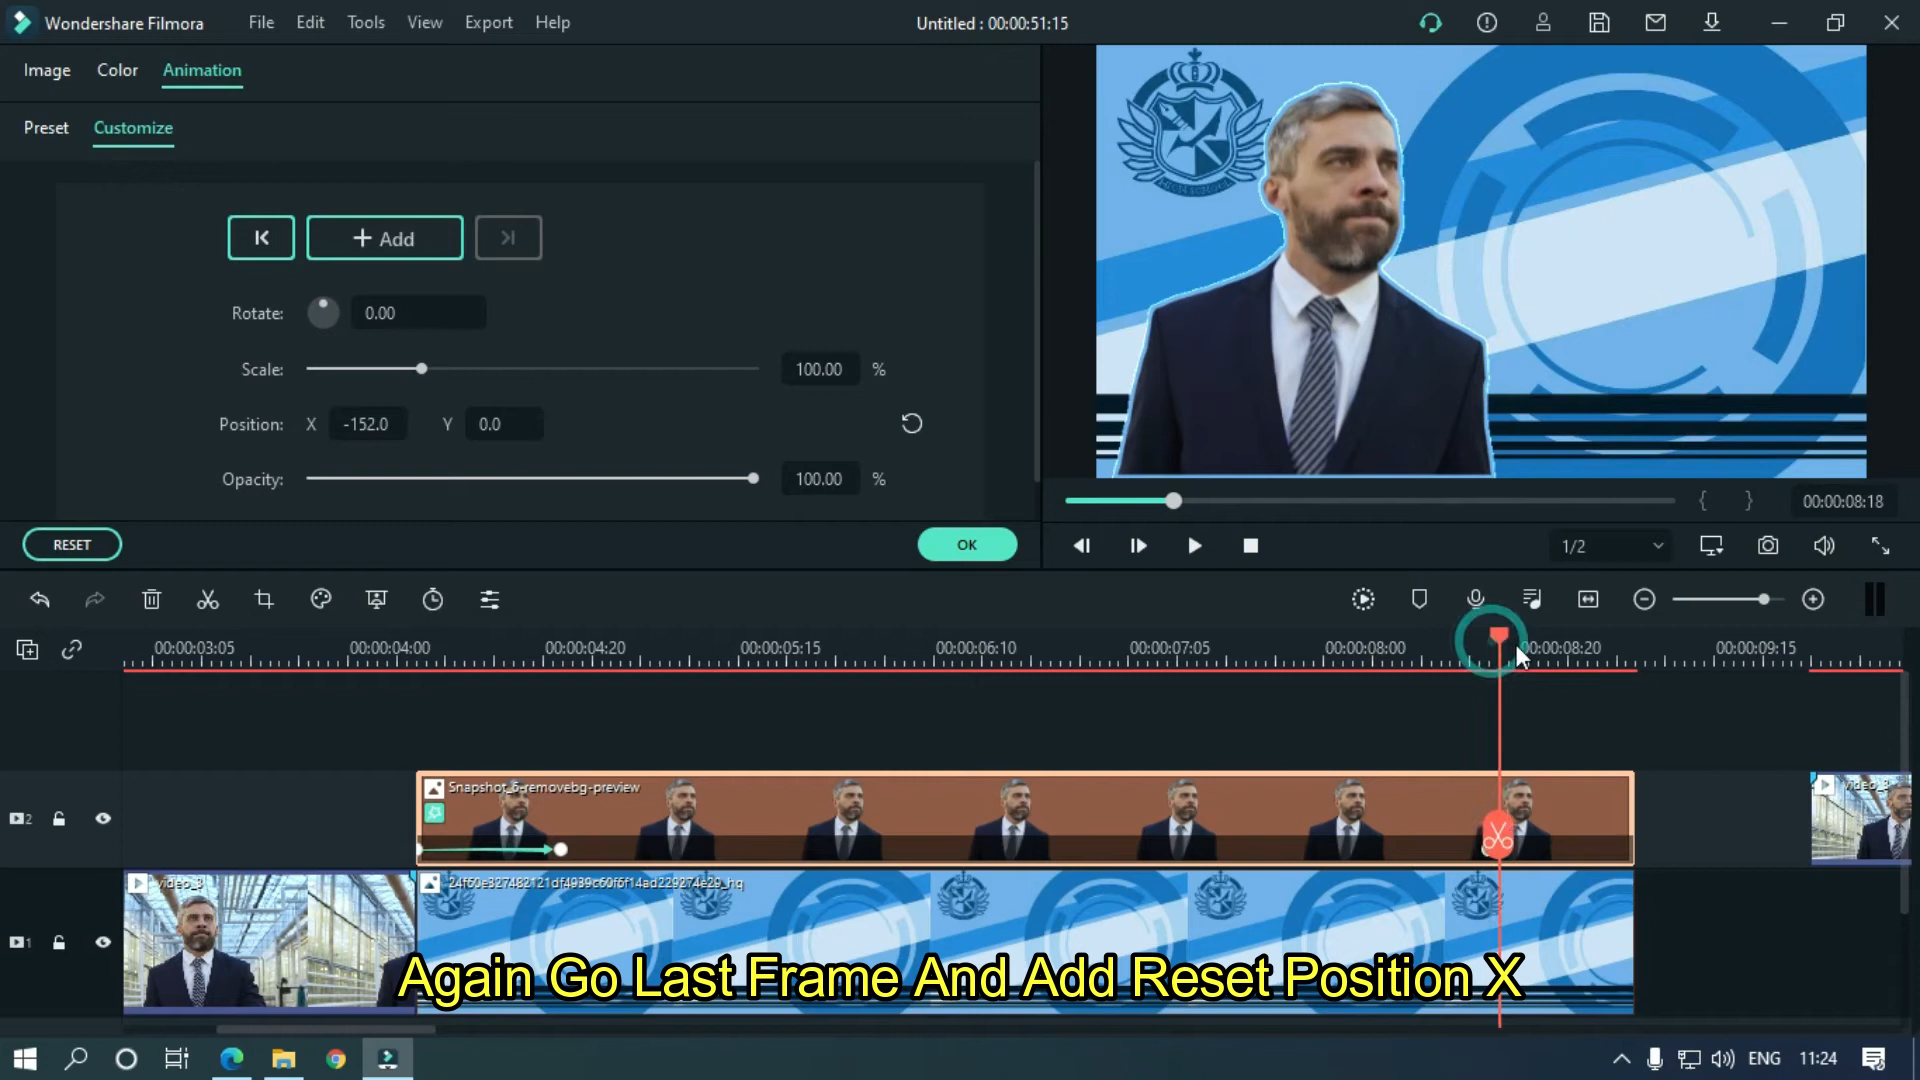 Wondershare Filmora
File Edit Tools View Export Help
Untitled : 00:00:51:15
Image Color Animation
Preset Customize
+ Add
Rotate: 0.00
Scale: 100.00 %
Position: X -152.0 Y 0.0
Opacity: 100.00 %
RESET OK
{ } 00:00:08:18
1/2
00:00:03:05 00:00:04:00 00:00:04:20 00:00:05:15 00:00:06:10 00:00:07:05 00:00:08:00 00:00:08:20 00:00:09:15
Snapshot_6-removebg-preview
2
video_3
24f60e327482121df4939c60f6f14ad229274e29_hq
1
Again Go Last Frame And Add Reset Position X
ENG 11:24